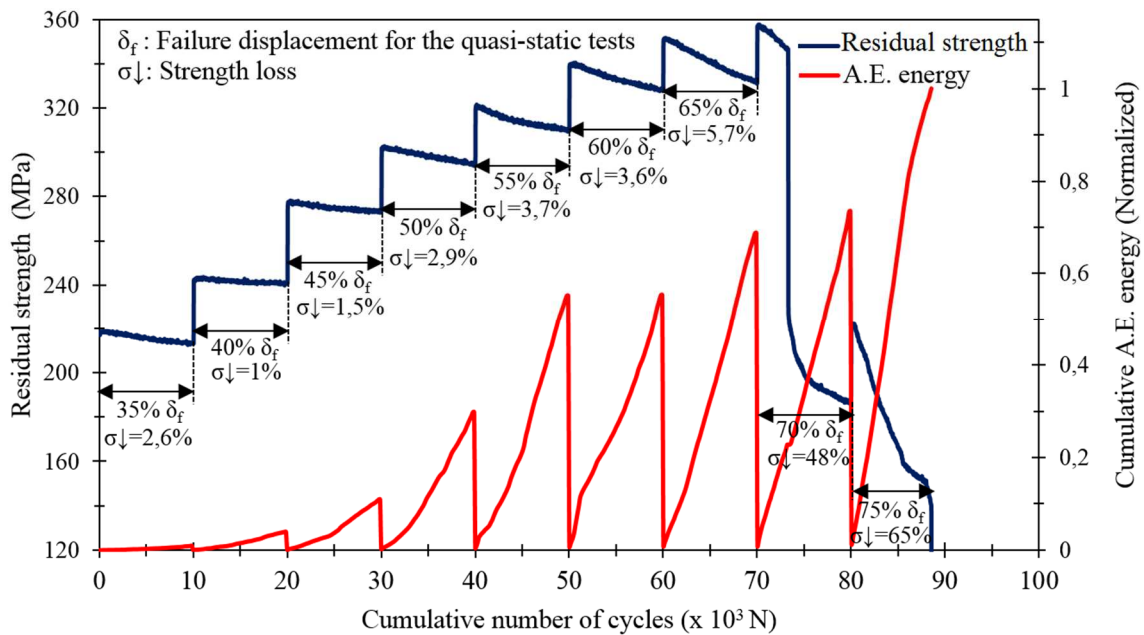 δf : Failure displacement for the quasi-static tests
σ↓: Strength loss
Residual strength
A.E. energy
360
320
280
240
200
160
120
Residual strength (MPa)
35% δf
σ↓=2,6%
40% δf
σ↓=1%
45% δf
σ↓=1,5%
50% δf
σ↓=2,9%
55% δf
σ↓=3,7%
60% δf
σ↓=3,6%
65% δf
σ↓=5,7%
70% δf
σ↓=48%
75% δf
σ↓=65%
1
0,8
0,6
0,4
0,2
0
Cumulative A.E. energy (Normalized)
0 10 20 30 40 50 60 70 80 90 100
Cumulative number of cycles (x 10³ N)